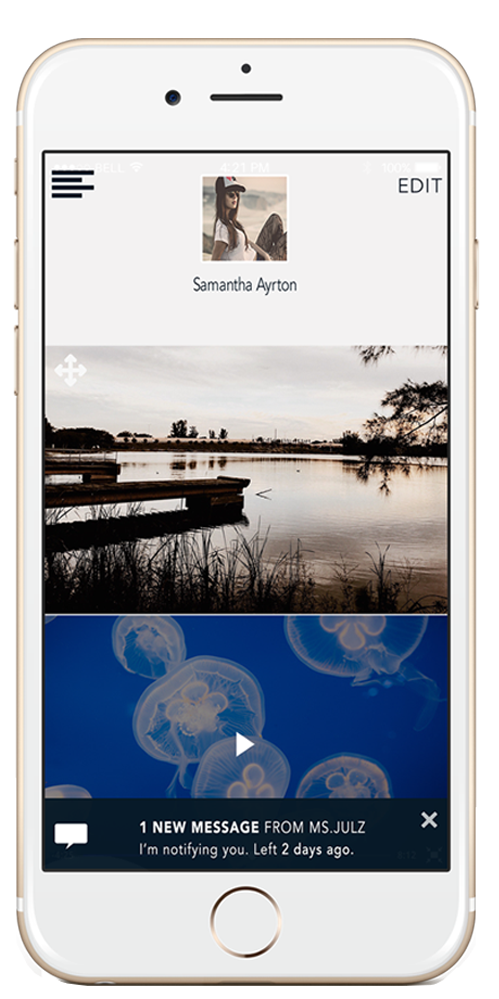 BELL 4:21 PM 100%
EDIT
Samantha Ayrton
1 NEW MESSAGE FROM MS.JULZ
I'm notifying you. Left 2 days ago.